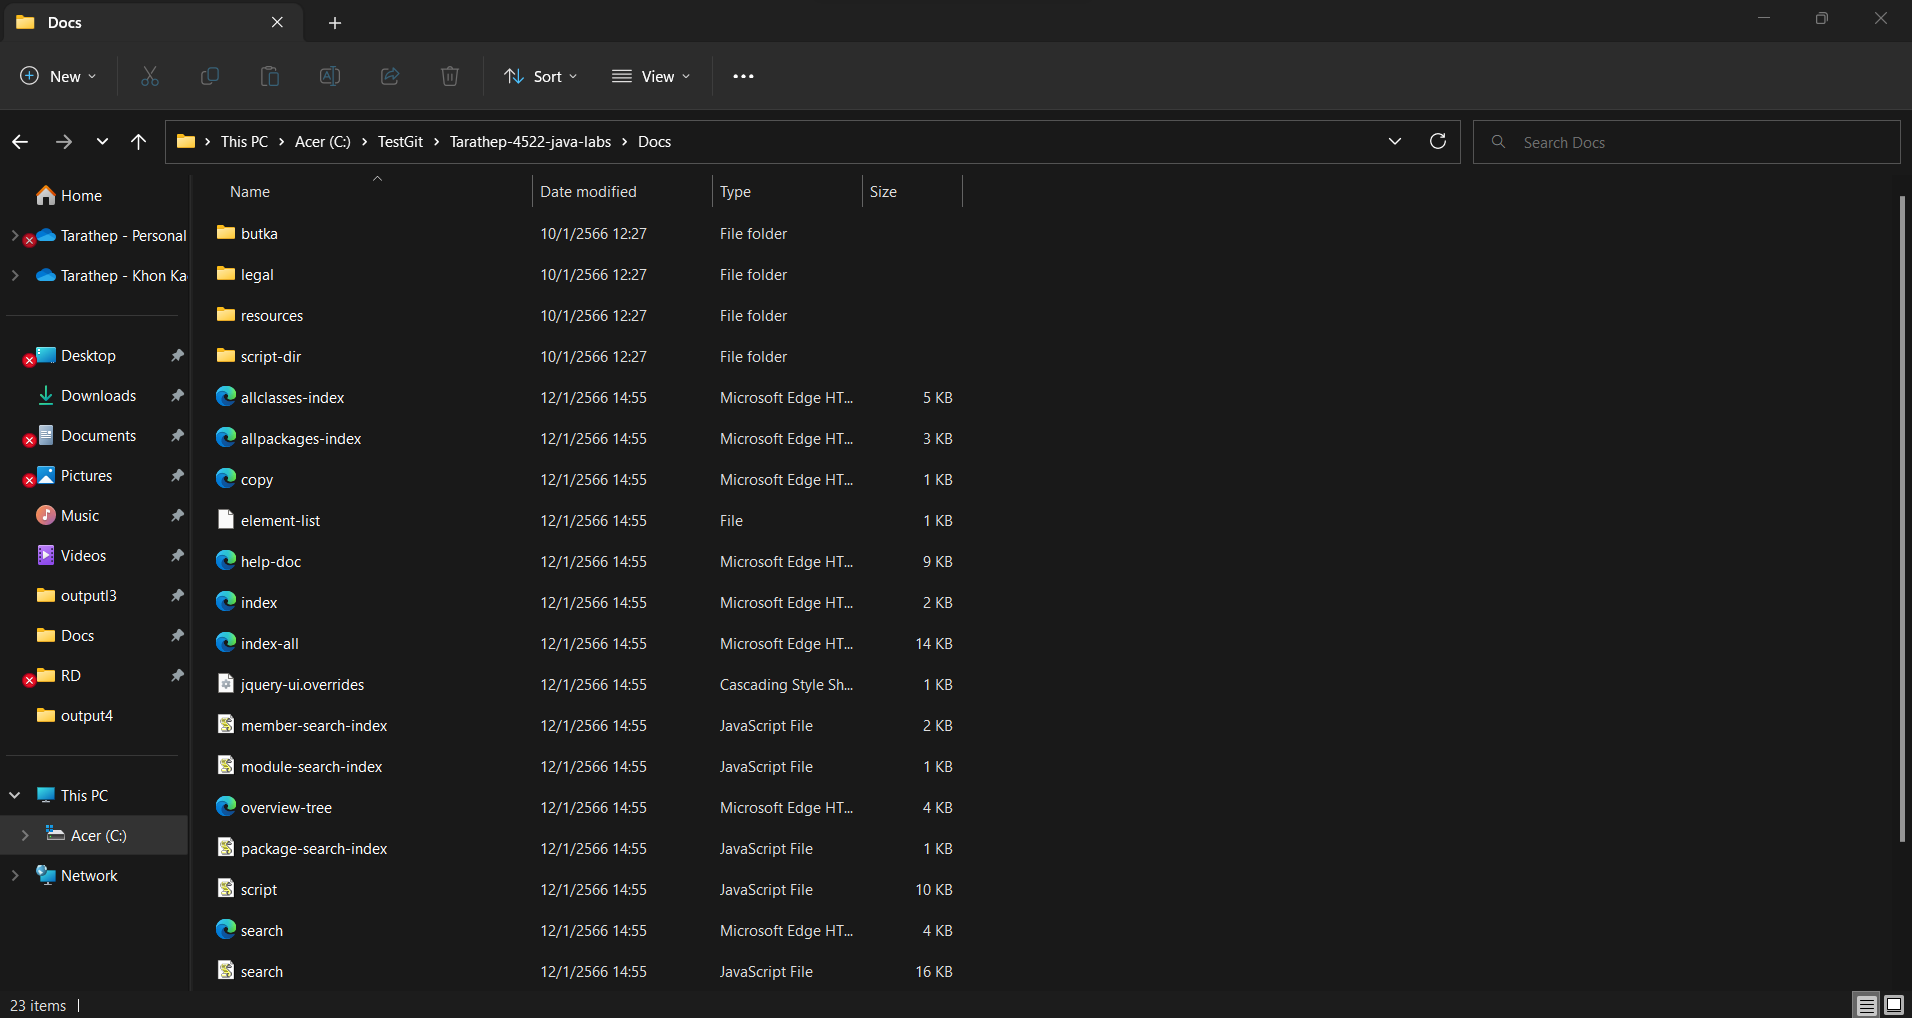 Docs
New
Sort
View
This PC > Acer (C:) > TestGit > Tarathep-4522-java-labs > Docs
Search Docs
Home
Tarathep - Personal
Tarathep - Khon Ka
Desktop
Downloads
Documents
Pictures
Music
Videos
outputl3
Docs
RD
output4
This PC
Acer (C:)
Network
Name Date modified Type Size
butka 10/1/2566 12:27 File folder
legal 10/1/2566 12:27 File folder
resources 10/1/2566 12:27 File folder
script-dir 10/1/2566 12:27 File folder
allclasses-index 12/1/2566 14:55 Microsoft Edge HT... 5 KB
allpackages-index 12/1/2566 14:55 Microsoft Edge HT... 3 KB
copy 12/1/2566 14:55 Microsoft Edge HT... 1 KB
element-list 12/1/2566 14:55 File 1 KB
help-doc 12/1/2566 14:55 Microsoft Edge HT... 9 KB
index 12/1/2566 14:55 Microsoft Edge HT... 2 KB
index-all 12/1/2566 14:55 Microsoft Edge HT... 14 KB
jquery-ui.overrides 12/1/2566 14:55 Cascading Style Sh... 1 KB
member-search-index 12/1/2566 14:55 JavaScript File 2 KB
module-search-index 12/1/2566 14:55 JavaScript File 1 KB
overview-tree 12/1/2566 14:55 Microsoft Edge HT... 4 KB
package-search-index 12/1/2566 14:55 JavaScript File 1 KB
script 12/1/2566 14:55 JavaScript File 10 KB
search 12/1/2566 14:55 Microsoft Edge HT... 4 KB
search 12/1/2566 14:55 JavaScript File 16 KB
23 items